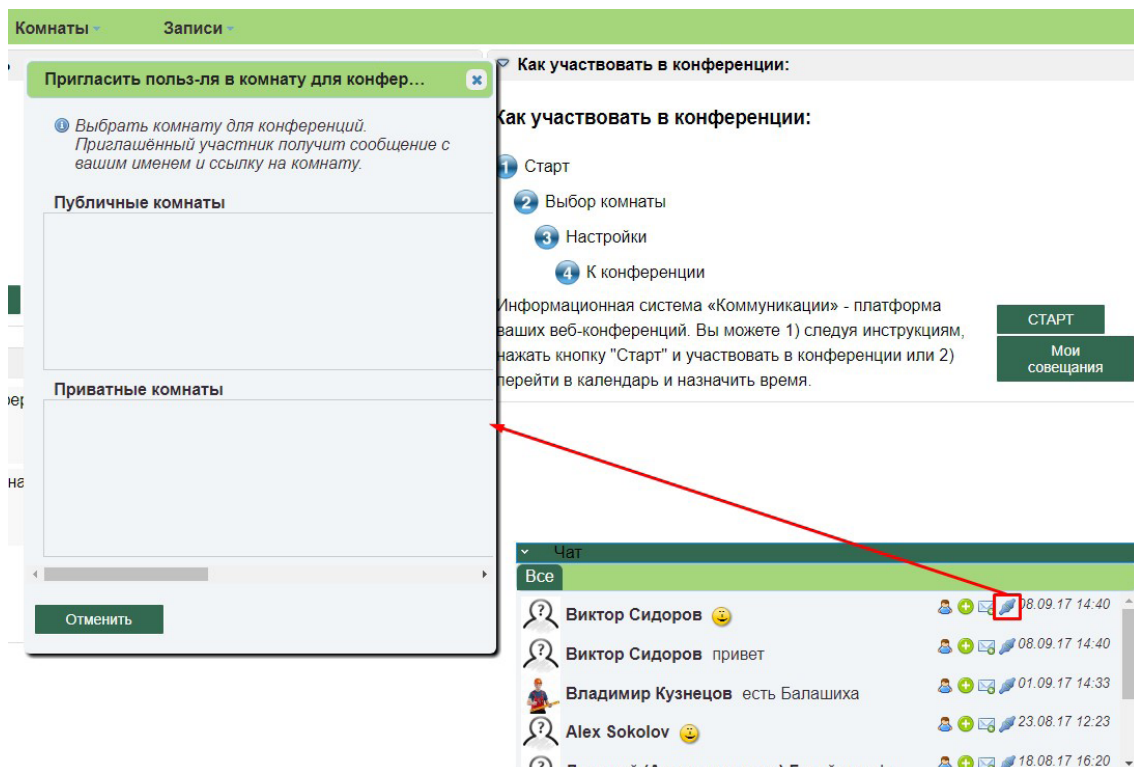 Комнаты
Записи
Пригласить польз-ля в комнату для конфер...
Выбрать комнату для конференций.
Приглашённый участник получит сообщение с
вашим именем и ссылку на комнату.
Публичные комнаты
Приватные комнаты
Отменить
Как участвовать в конференции:
Как участвовать в конференции:
1 Старт
2 Выбор комнаты
3 Настройки
4 К конференции
Информационная система «Коммуникации» - платформа
ваших веб-конференций. Вы можете 1) следуя инструкциям,
нажать кнопку "Старт" и участвовать в конференции или 2)
перейти в календарь и назначить время.
СТАРТ
Мои
совещания
Чат
Все
Виктор Сидоров 08.09.17 14:40
Виктор Сидоров привет 08.09.17 14:40
Владимир Кузнецов есть Балашиха 01.09.17 14:33
Alex Sokolov 23.08.17 12:23
18.08.17 16:20